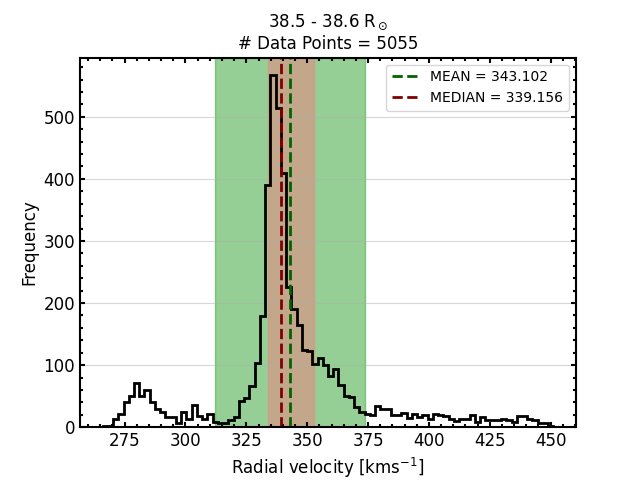 38.5 - 38.6 R⊙
# Data Points = 5055
MEAN = 343.102
MEDIAN = 339.156
Frequency
500
400
300
200
100
0
275 300 325 350 375 400 425 450
Radial velocity [kms⁻¹]